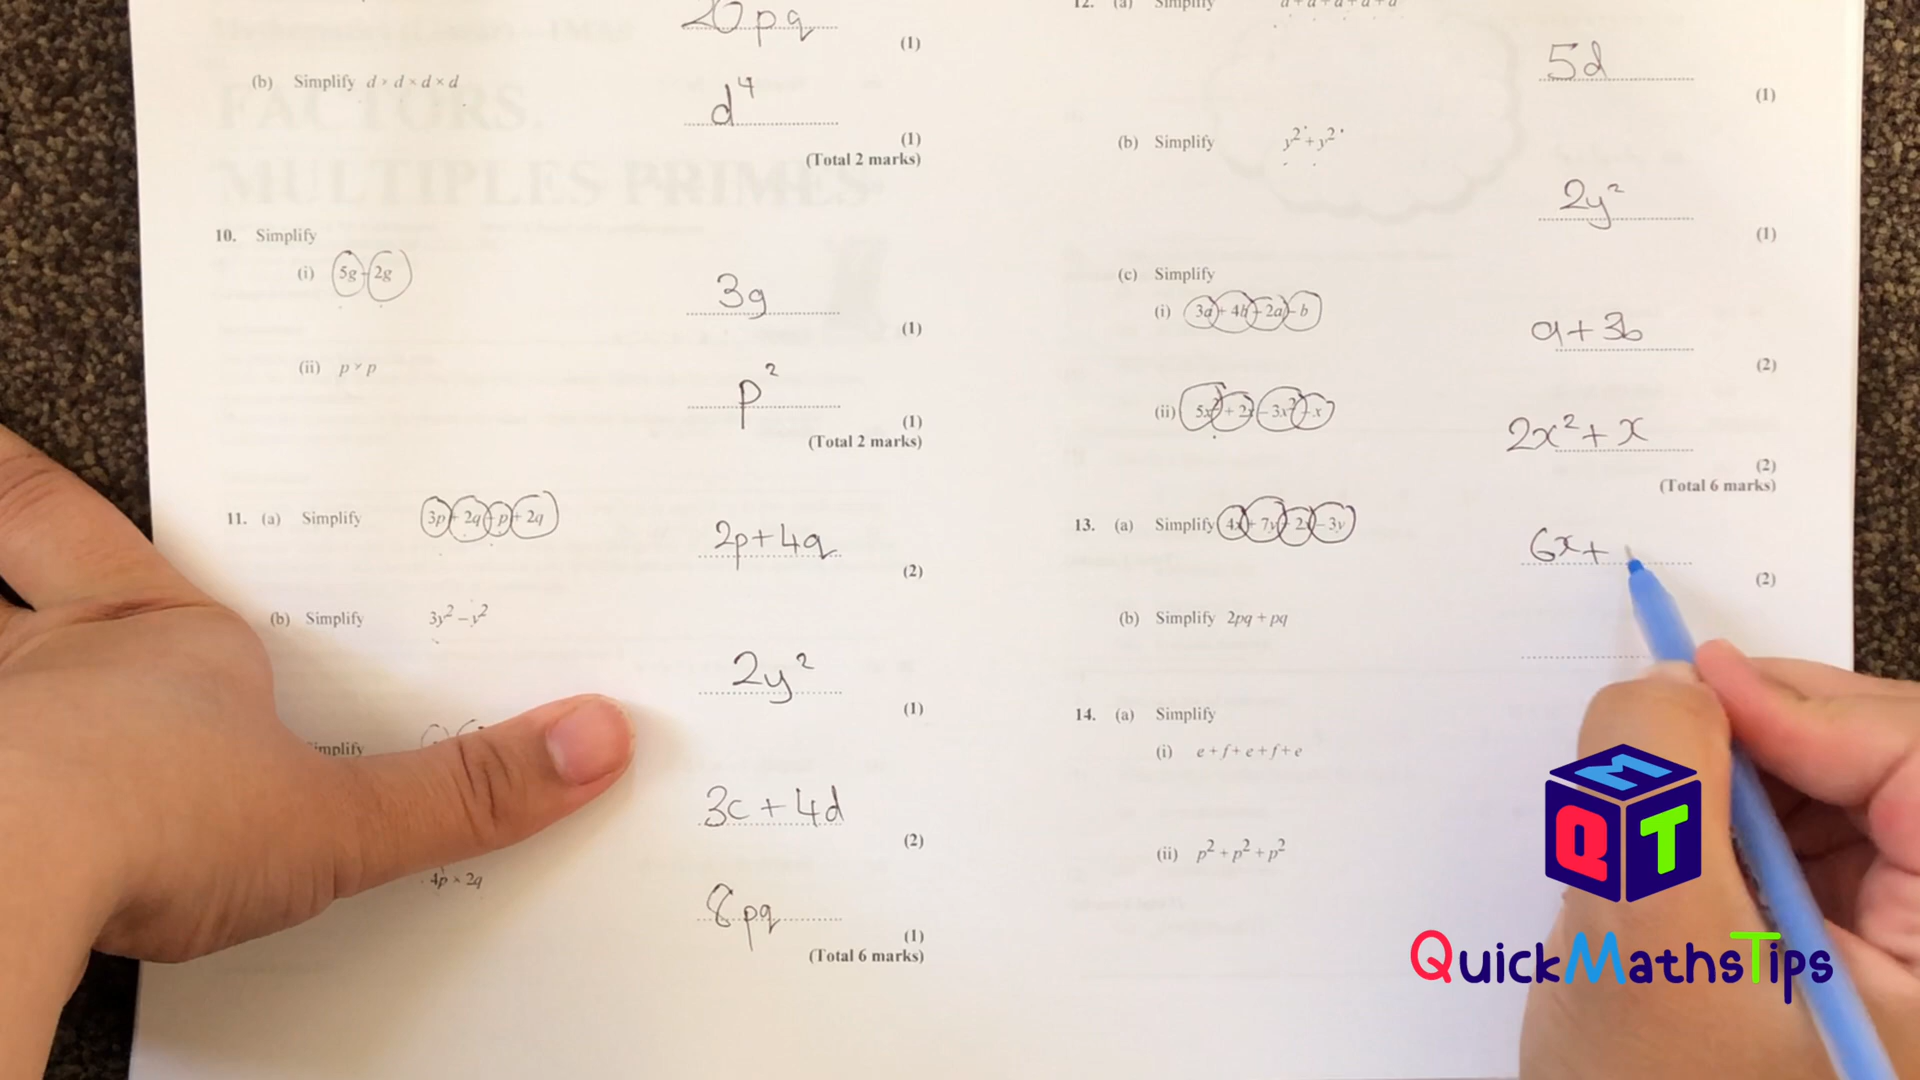 20pq
(1)
(b) Simplify d × d × d × d
d⁴
(1)
(Total 2 marks)
10. Simplify
(i) 5g – 2g
3g
(1)
(ii) p × p
p²
(1)
(Total 2 marks)
11. (a) Simplify 3p + 2q – p + 2q
2p+4q
(2)
(b) Simplify 3y² – y²
2y²
(1)
Simplify
3c + 4d
(2)
4p × 2q
8pq
(1)
(Total 6 marks)
12. (a) Simplify d + d + d + d + d
5d
(1)
(b) Simplify y² + y²
2y²
(1)
(c) Simplify
(i) 3a + 4b – 2a – b
a+3b
(2)
(ii) 5x² + 2x – 3x² – x
2x²+ x
(2)
(Total 6 marks)
13. (a) Simplify 4x + 7y + 2x – 3y
6x+
(2)
(b) Simplify 2pq + pq
14. (a) Simplify
(i) e + f + e + f + e
(ii) p² + p² + p²
M
Q T
QuickMathsTips